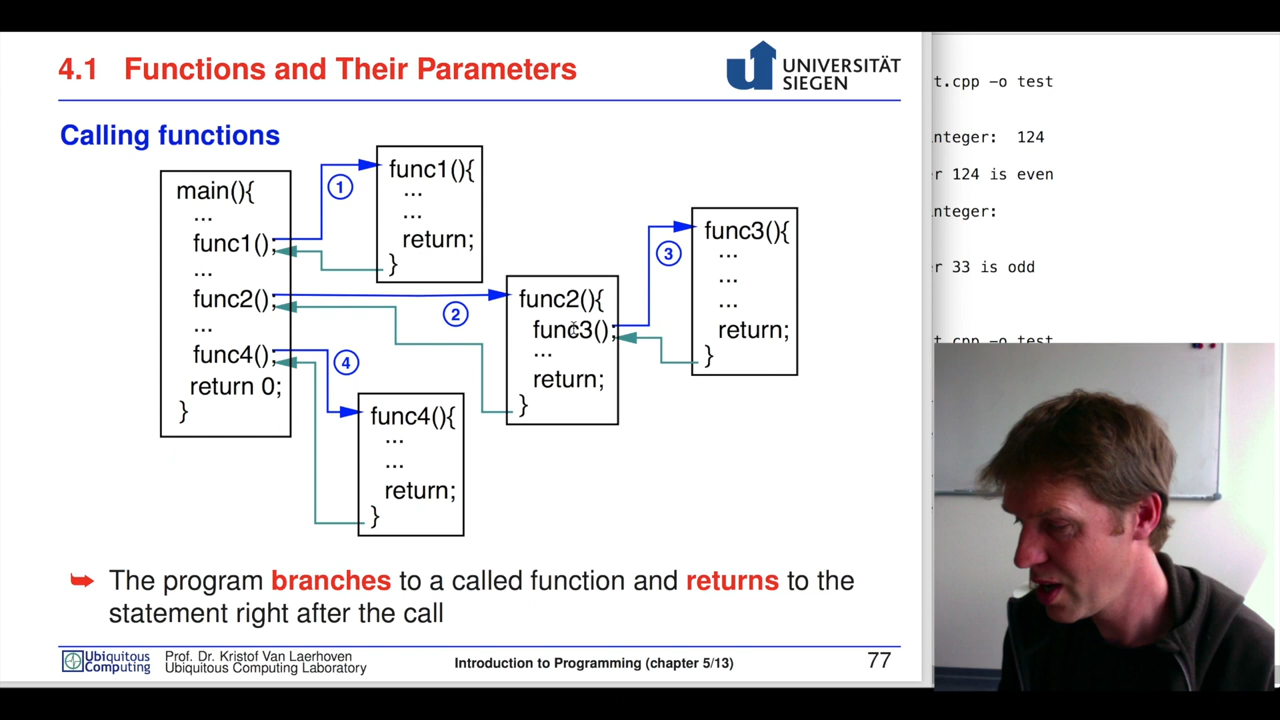 4.1 Functions and Their Parameters
UNIVERSITÄT
SIEGEN
Calling functions
main(){
...
func1();
...
func2();
...
func4();
return 0;
}
1
func1(){
...
...
return;
}
2
func2(){
func3();
...
return;
}
3
func3(){
...
...
...
return;
}
4
func4(){
...
...
return;
}
➥ The program branches to a called function and returns to the
statement right after the call
Ubiquitous
Computing
Prof. Dr. Kristof Van Laerhoven
Ubiquitous Computing Laboratory
Introduction to Programming (chapter 5/13)
77
t.cpp -o test
nteger: 124
r 124 is even
nteger:
r 33 is odd
t.cpp -o test